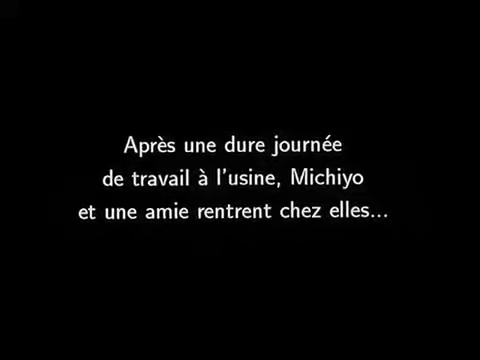 Après une dure journée
de travail à l'usine, Michiyo
et une amie rentrent chez elles...